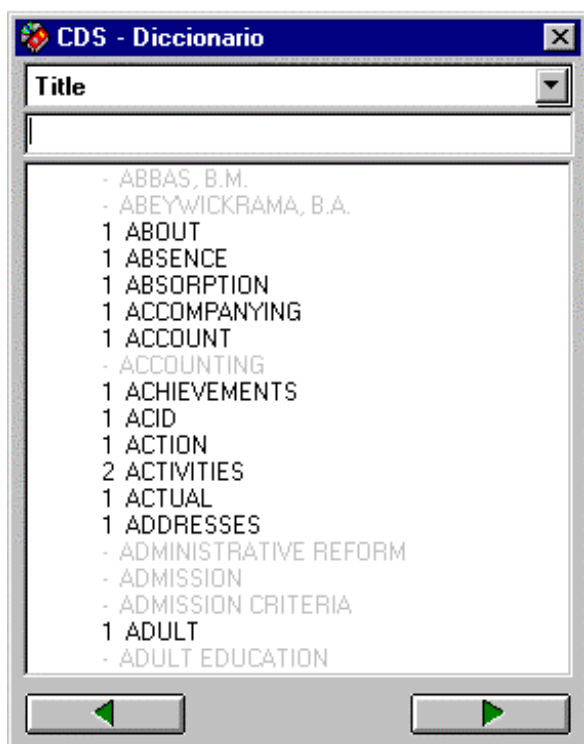 CDS - Diccionario
Title
- ABBAS, B.M.
- ABEYWICKRAMA, B.A.
1 ABOUT
1 ABSENCE
1 ABSORPTION
1 ACCOMPANYING
1 ACCOUNT
- ACCOUNTING
1 ACHIEVEMENTS
1 ACID
1 ACTION
2 ACTIVITIES
1 ACTUAL
1 ADDRESSES
- ADMINISTRATIVE REFORM
- ADMISSION
- ADMISSION CRITERIA
1 ADULT
- ADULT EDUCATION